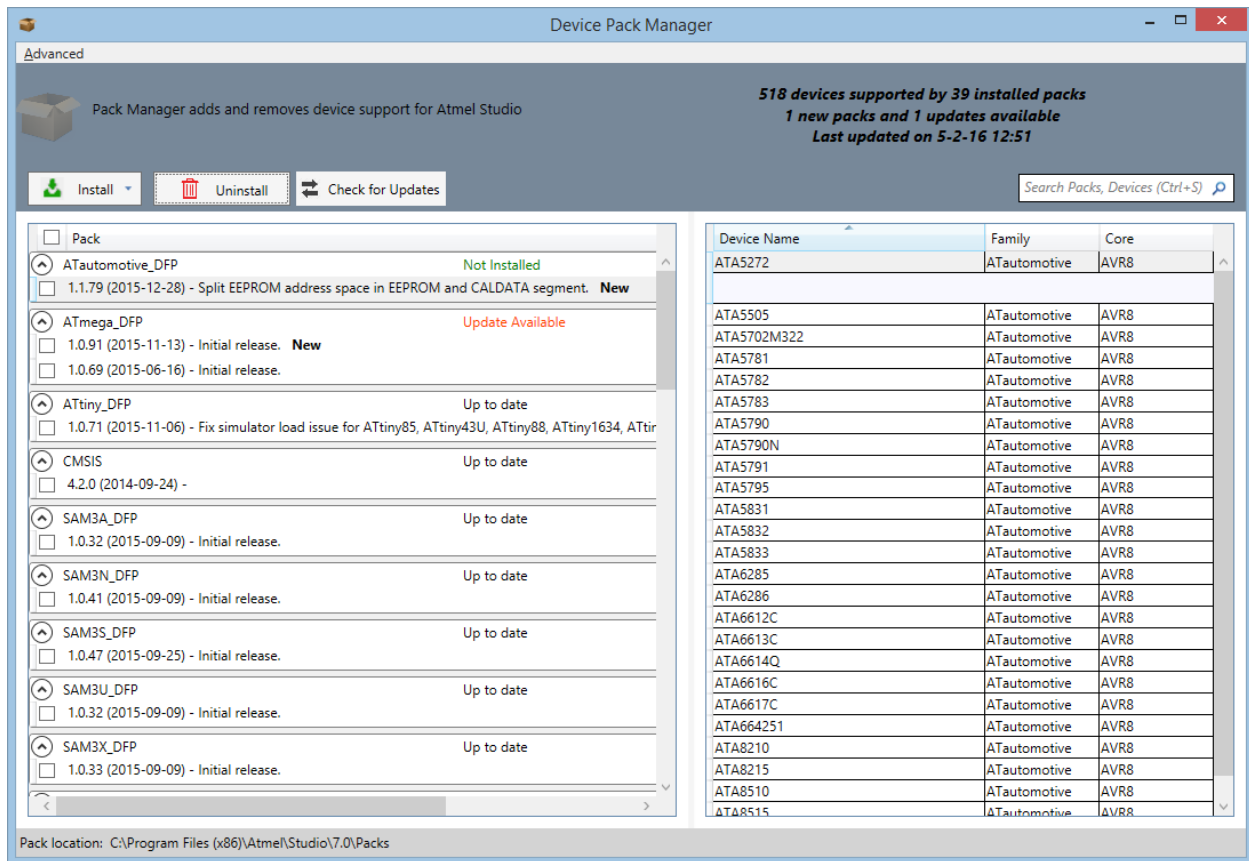 Device Pack Manager
Advanced
Pack Manager adds and removes device support for Atmel Studio
518 devices supported by 39 installed packs
1 new packs and 1 updates available
Last updated on 5-2-16 12:51
Install
Uninstall
Check for Updates
Search Packs, Devices (Ctrl+S)
Pack
ATautomotive_DFP Not Installed
1.1.79 (2015-12-28) - Split EEPROM address space in EEPROM and CALDATA segment. New
ATmega_DFP Update Available
1.0.91 (2015-11-13) - Initial release. New
1.0.69 (2015-06-16) - Initial release.
ATtiny_DFP Up to date
1.0.71 (2015-11-06) - Fix simulator load issue for ATtiny85, ATtiny43U, ATtiny88, ATtiny1634, ATtir
CMSIS Up to date
4.2.0 (2014-09-24) -
SAM3A_DFP Up to date
1.0.32 (2015-09-09) - Initial release.
SAM3N_DFP Up to date
1.0.41 (2015-09-09) - Initial release.
SAM3S_DFP Up to date
1.0.47 (2015-09-25) - Initial release.
SAM3U_DFP Up to date
1.0.32 (2015-09-09) - Initial release.
SAM3X_DFP Up to date
1.0.33 (2015-09-09) - Initial release.
Device Name Family Core
ATA5272 ATautomotive AVR8
ATA5505 ATautomotive AVR8
ATA5702M322 ATautomotive AVR8
ATA5781 ATautomotive AVR8
ATA5782 ATautomotive AVR8
ATA5783 ATautomotive AVR8
ATA5790 ATautomotive AVR8
ATA5790N ATautomotive AVR8
ATA5791 ATautomotive AVR8
ATA5795 ATautomotive AVR8
ATA5831 ATautomotive AVR8
ATA5832 ATautomotive AVR8
ATA5833 ATautomotive AVR8
ATA6285 ATautomotive AVR8
ATA6286 ATautomotive AVR8
ATA6612C ATautomotive AVR8
ATA6613C ATautomotive AVR8
ATA6614Q ATautomotive AVR8
ATA6616C ATautomotive AVR8
ATA6617C ATautomotive AVR8
ATA664251 ATautomotive AVR8
ATA8210 ATautomotive AVR8
ATA8215 ATautomotive AVR8
ATA8510 ATautomotive AVR8
ATA8515 ATautomotive AVR8
Pack location: C:\Program Files (x86)\Atmel\Studio\7.0\Packs